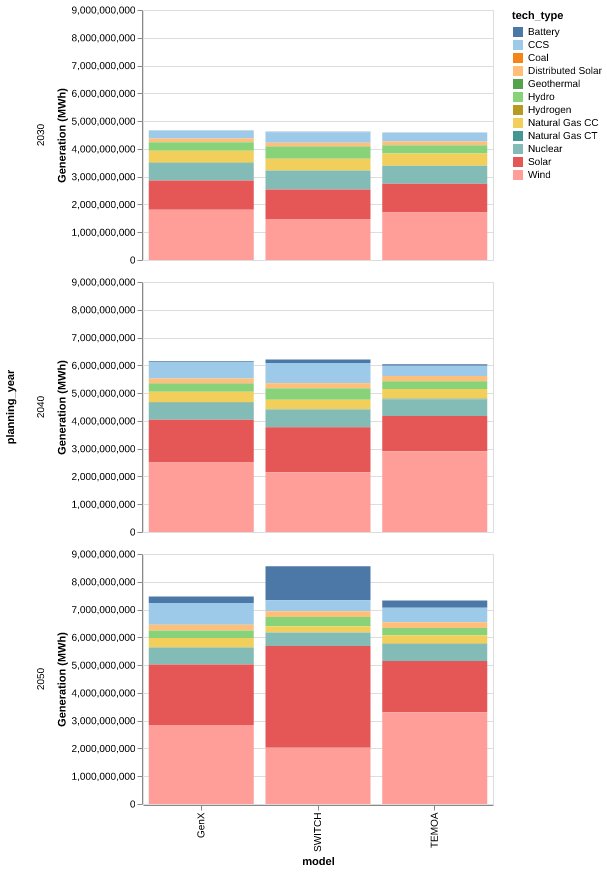 tech_type
Battery
CCS
Coal
Distributed Solar
Geothermal
Hydro
Hydrogen
Natural Gas CC
Natural Gas CT
Nuclear
Solar
Wind
planning_year
2030
Generation (MWh)
9,000,000,000
8,000,000,000
7,000,000,000
6,000,000,000
5,000,000,000
4,000,000,000
3,000,000,000
2,000,000,000
1,000,000,000
0
2040
Generation (MWh)
9,000,000,000
8,000,000,000
7,000,000,000
6,000,000,000
5,000,000,000
4,000,000,000
3,000,000,000
2,000,000,000
1,000,000,000
0
2050
Generation (MWh)
9,000,000,000
8,000,000,000
7,000,000,000
6,000,000,000
5,000,000,000
4,000,000,000
3,000,000,000
2,000,000,000
1,000,000,000
0
GenX
SWITCH
TEMOA
model